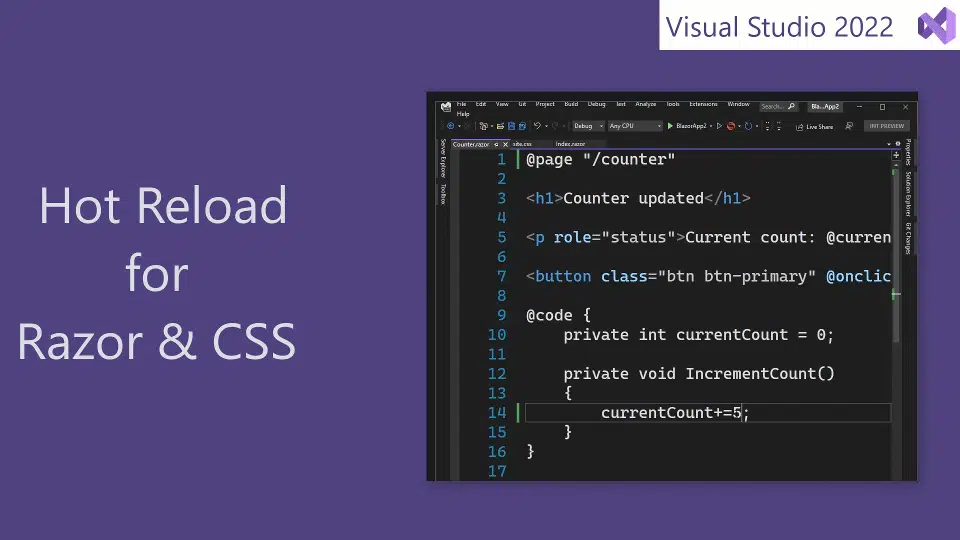 Visual Studio 2022
Hot Reload
for
Razor & CSS
File Edit View Git Project Build Debug Test Analyze Tools Extensions Window Search... Bla...App2
Help
Debug Any CPU BlazorApp2 Live Share INT PREVIEW
Server Explorer
Toolbox
Counter.razor site.css Index.razor
1 @page "/counter"
2
3 <h1>Counter updated</h1>
4
5 <p role="status">Current count: @curren
6
7 <button class="btn btn-primary" @onclic
8
9 @code {
10 private int currentCount = 0;
11
12 private void IncrementCount()
13 {
14 currentCount+=5;
15 }
16 }
17
Properties
Solution Explorer
Git Changes